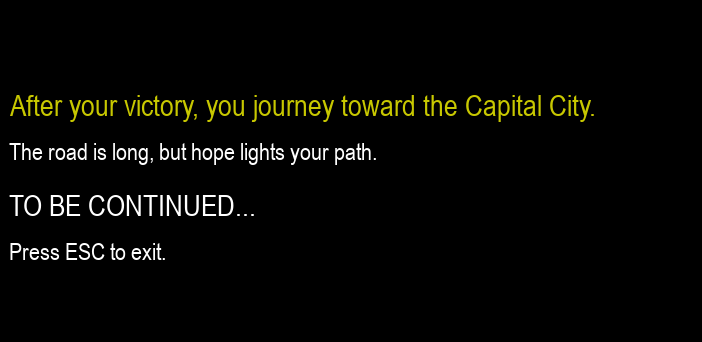 After your victory, you journey toward the Capital City.
The road is long, but hope lights your path.
TO BE CONTINUED...
Press ESC to exit.